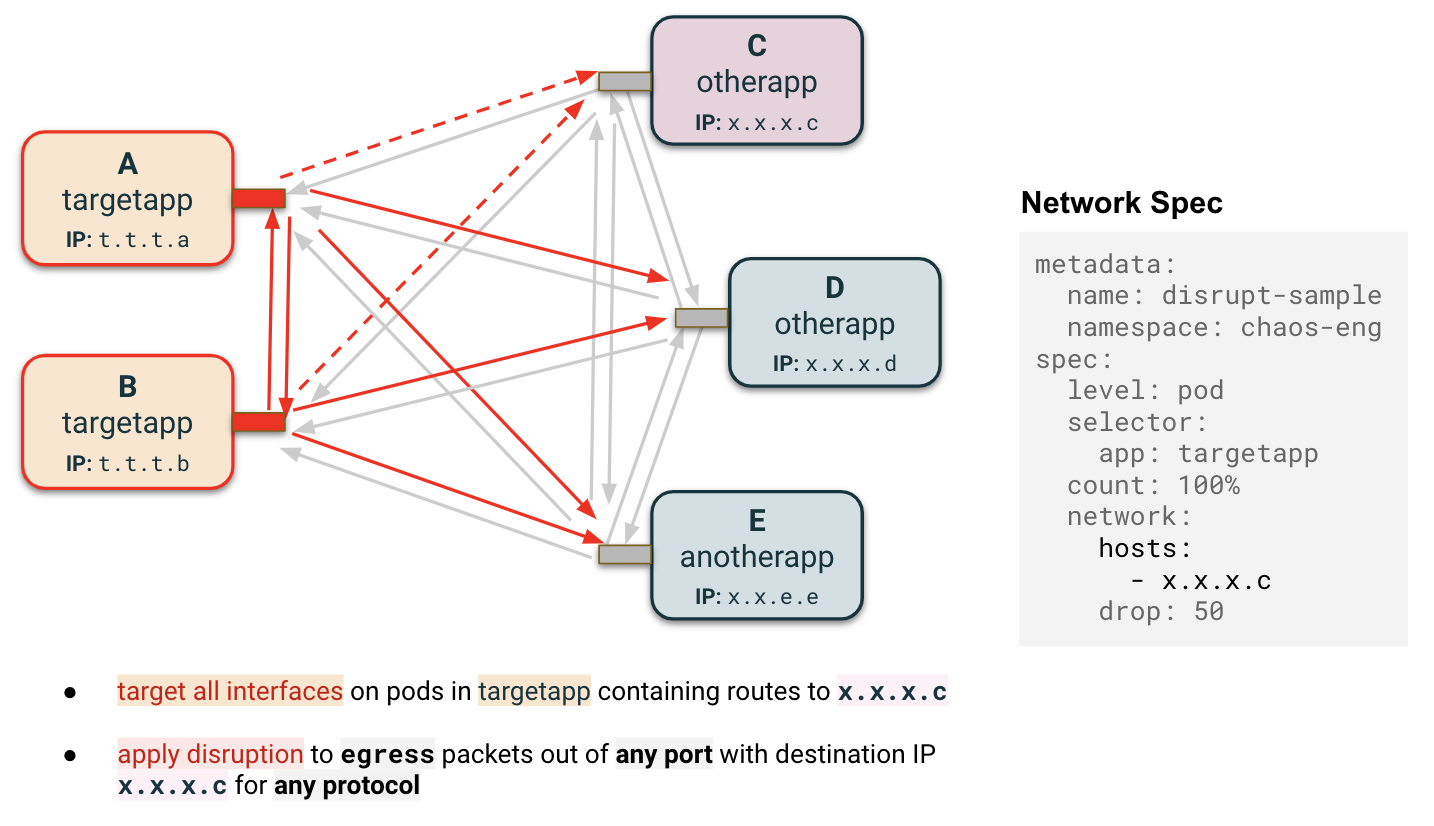 A
targetapp
IP: t.t.t.a
B
targetapp
IP: t.t.t.b
C
otherapp
IP: x.x.x.c
D
otherapp
IP: x.x.x.d
E
anotherapp
IP: x.x.e.e
Network Spec
metadata:
  name: disrupt-sample
  namespace: chaos-eng
spec:
  level: pod
  selector:
    app: targetapp
  count: 100%
  network:
    hosts:
      - x.x.x.c
    drop: 50
● target all interfaces on pods in targetapp containing routes to x.x.x.c
● apply disruption to egress packets out of any port with destination IP
x.x.x.c for any protocol